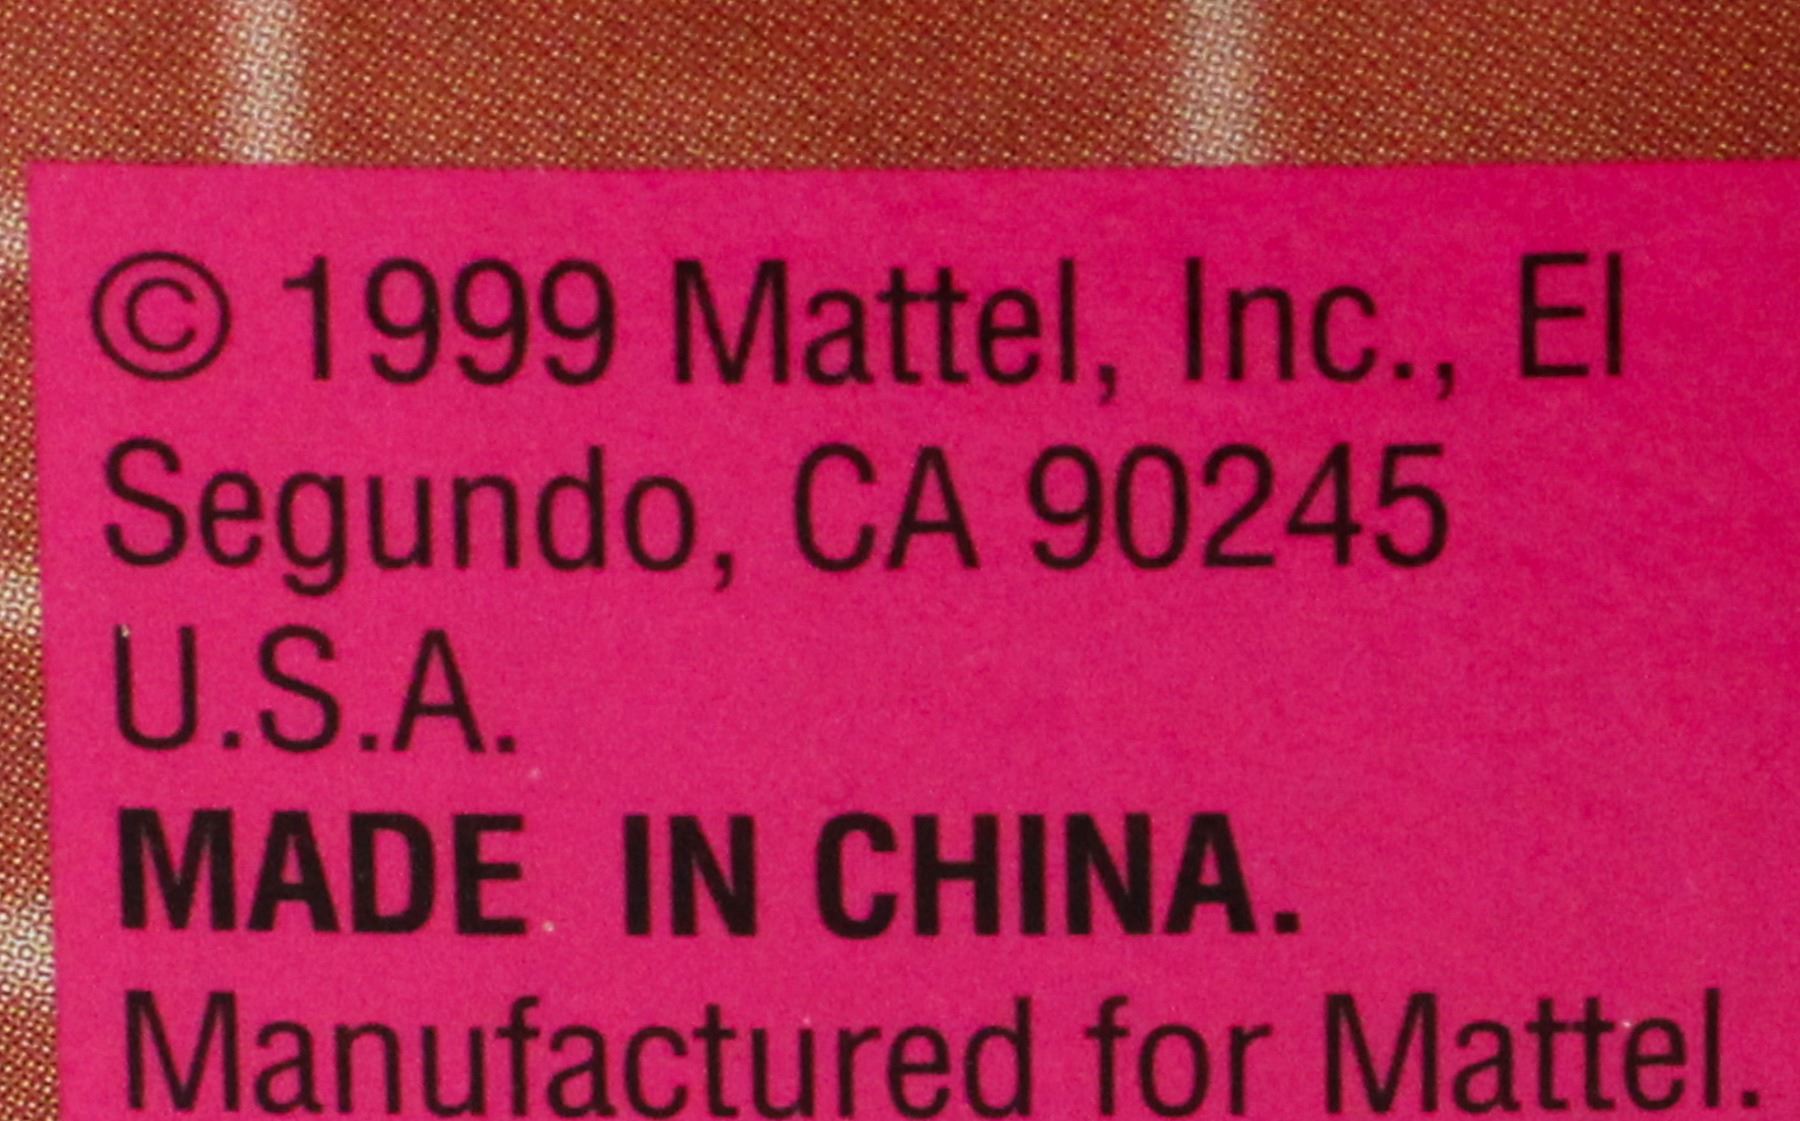 © 1999 Mattel, Inc., El
Segundo, CA 90245
U.S.A.
MADE IN CHINA.
Manufactured for Mattel.